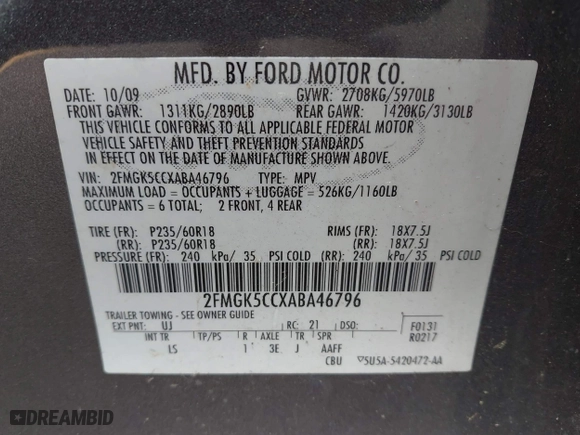 MFD. BY FORD MOTOR CO.
DATE: 10/09 GVWR: 2708KG/5970LB
FRONT GAWR: 1311KG/2890LB REAR GAWR: 1420KG/3130LB
THIS VEHICLE CONFORMS TO ALL APPLICABLE FEDERAL MOTOR
VEHICLE SAFETY AND THEFT PREVENTION STANDARDS
IN EFFECT ON THE DATE OF MANUFACTURE SHOWN ABOVE.
VIN: 2FMGK5CCXABA46796 TYPE: MPV
MAXIMUM LOAD = OCCUPANTS + LUGGAGE = 526KG/1160LB
OCCUPANTS = 6 TOTAL: 2 FRONT, 4 REAR
TIRE (FR): P235/60R18 RIMS (FR): 18X7.5J
(RR): P235/60R18 (RR): 18X7.5J
PRESSURE (FR): 240 kPa/ 35 PSI COLD (RR): 240 kPa/ 35 PSI COLD
2FMGK5CCXABA46796
TRAILER TOWING - SEE OWNER GUIDE
EXT PNT: UJ RC: 21 DSO: F0131
R0217
INT TR TP/PS R AXLE TR SPR
LS 1 3E J AAFF
CBU 5U5A-5420472-AA
DREAMBID